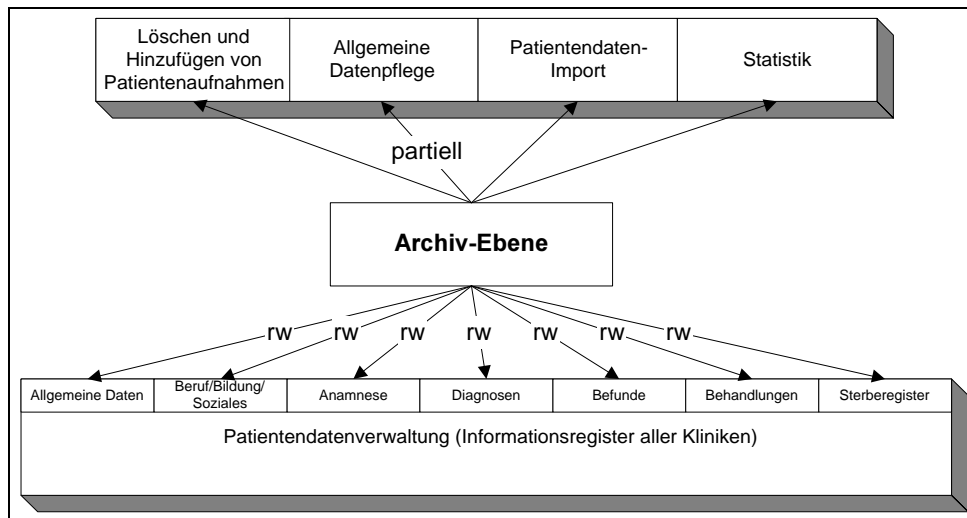 Löschen und
Hinzufügen von
Patientenaufnahmen
Allgemeine
Datenpflege
Patientendaten-
Import
Statistik
partiell
Archiv-Ebene
rw
rw
rw
rw
rw
rw
rw
Allgemeine Daten
Beruf/Bildung/
Soziales
Anamnese
Diagnosen
Befunde
Behandlungen
Sterberegister
Patientendatenverwaltung (Informationsregister aller Kliniken)